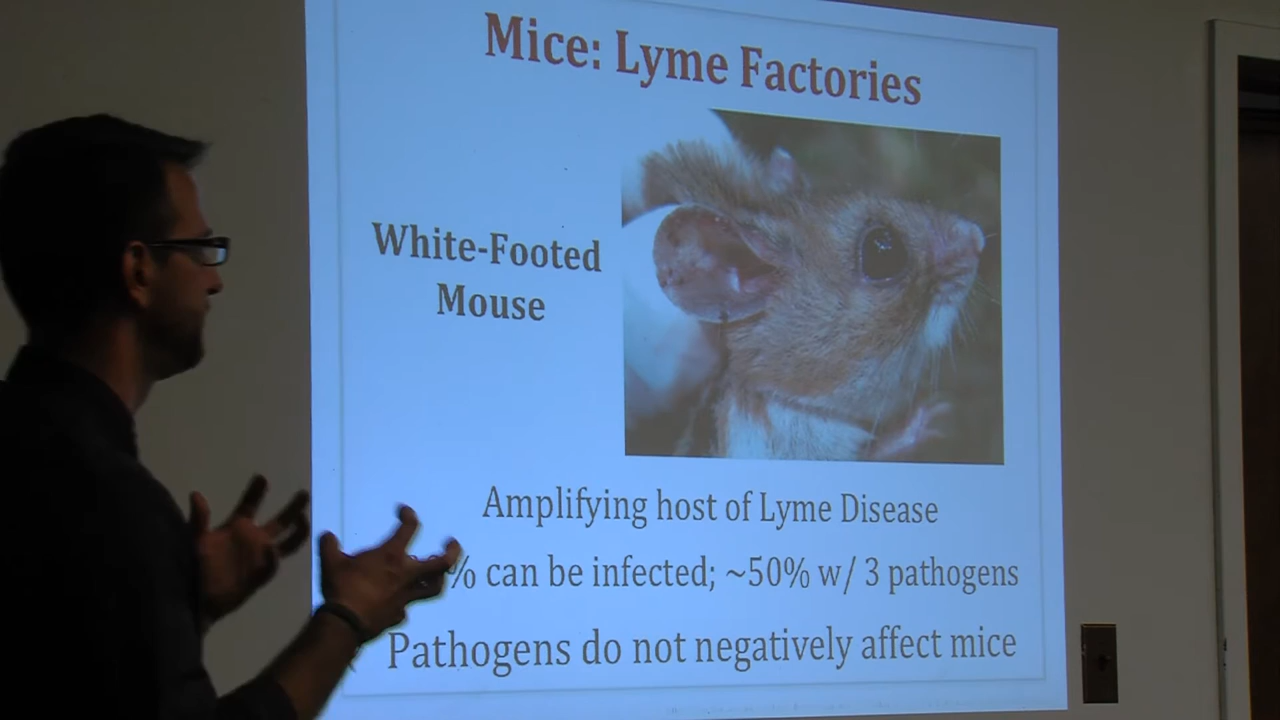 Mice: Lyme Factories
White-Footed
Mouse
Amplifying host of Lyme Disease
% can be infected; ~50% w/ 3 pathogens
Pathogens do not negatively affect mice